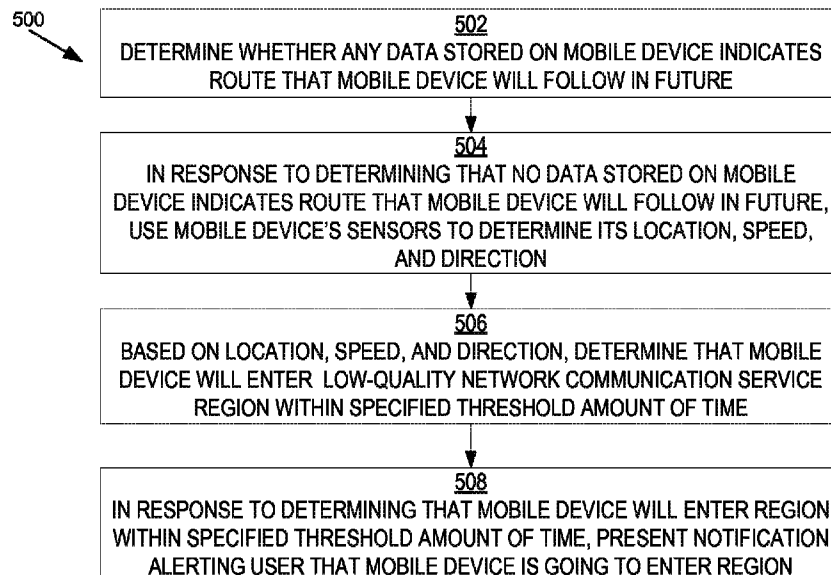 500
502
DETERMINE WHETHER ANY DATA STORED ON MOBILE DEVICE INDICATES
ROUTE THAT MOBILE DEVICE WILL FOLLOW IN FUTURE
504
IN RESPONSE TO DETERMINING THAT NO DATA STORED ON MOBILE
DEVICE INDICATES ROUTE THAT MOBILE DEVICE WILL FOLLOW IN FUTURE,
USE MOBILE DEVICE'S SENSORS TO DETERMINE ITS LOCATION, SPEED,
AND DIRECTION
506
BASED ON LOCATION, SPEED, AND DIRECTION, DETERMINE THAT MOBILE
DEVICE WILL ENTER LOW-QUALITY NETWORK COMMUNICATION SERVICE
REGION WITHIN SPECIFIED THRESHOLD AMOUNT OF TIME
508
IN RESPONSE TO DETERMINING THAT MOBILE DEVICE WILL ENTER REGION
WITHIN SPECIFIED THRESHOLD AMOUNT OF TIME, PRESENT NOTIFICATION
ALERTING USER THAT MOBILE DEVICE IS GOING TO ENTER REGION